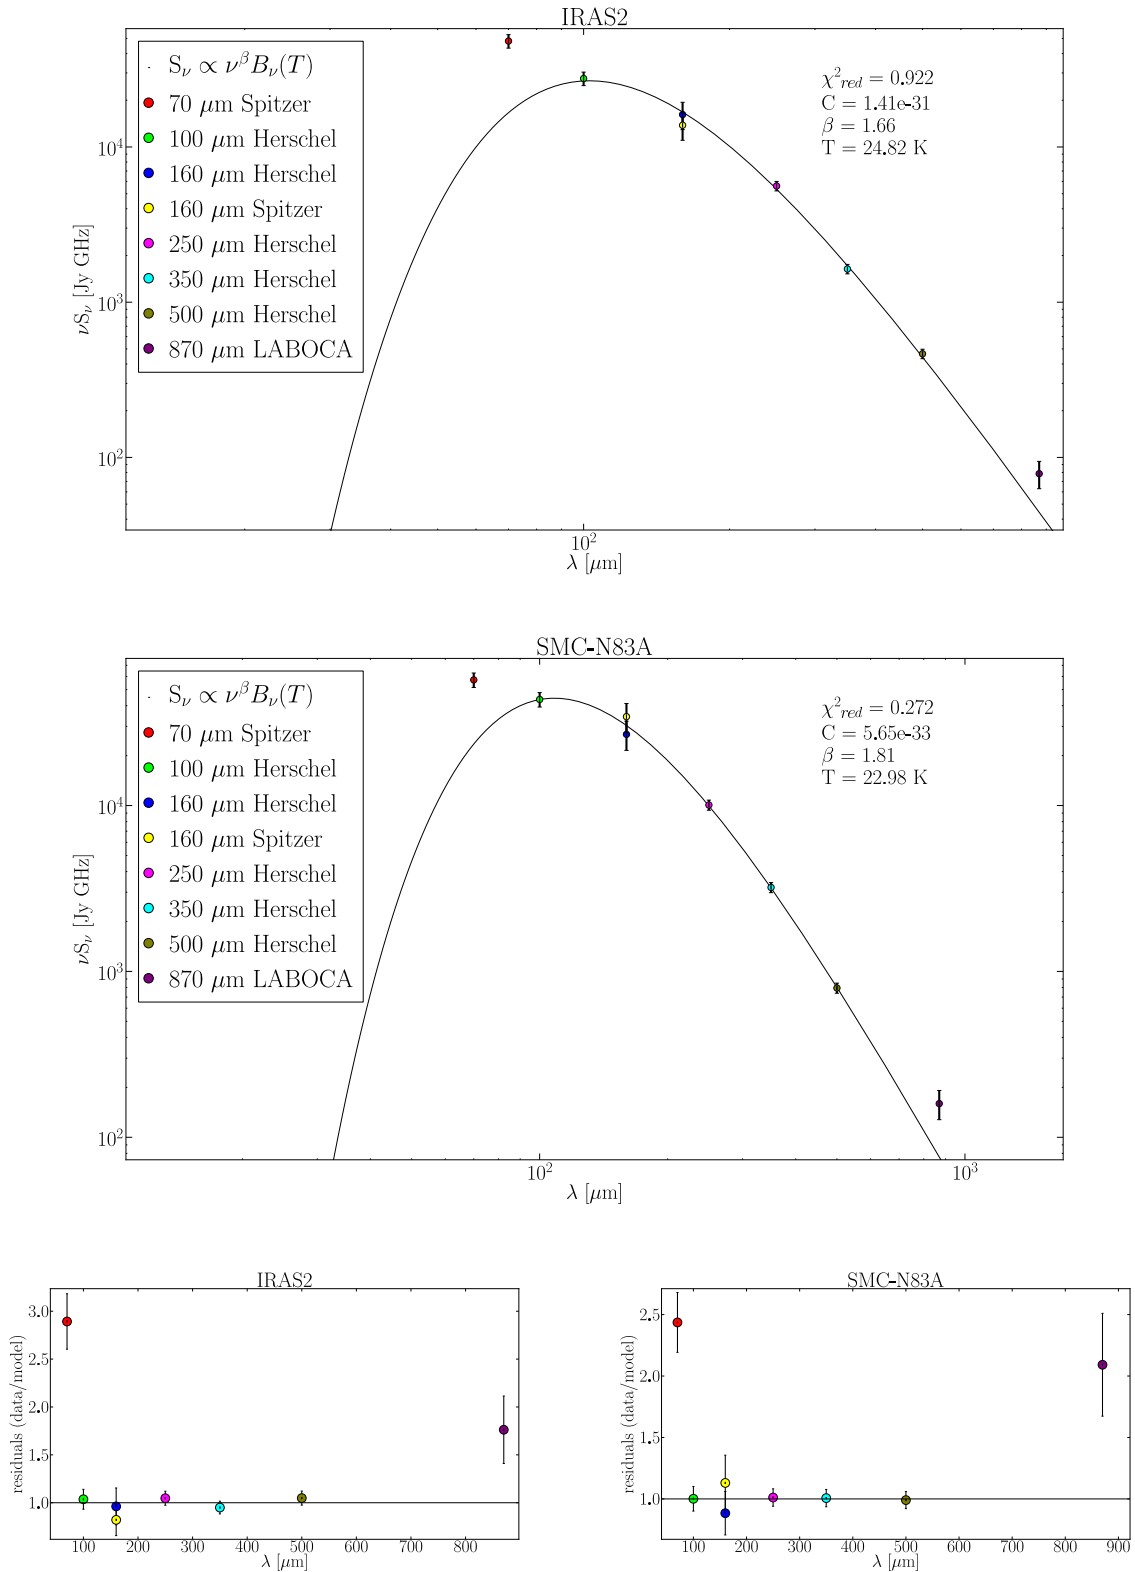 IRAS2
S_ν ∝ ν^β B_ν(T)
70 μm Spitzer
100 μm Herschel
160 μm Herschel
160 μm Spitzer
250 μm Herschel
350 μm Herschel
500 μm Herschel
870 μm LABOCA
χ²_red = 0.922
C = 1.41e-31
β = 1.66
T = 24.82 K
νS_ν [Jy GHz]
10⁴
10³
10²
10²
λ [μm]
SMC-N83A
S_ν ∝ ν^β B_ν(T)
70 μm Spitzer
100 μm Herschel
160 μm Herschel
160 μm Spitzer
250 μm Herschel
350 μm Herschel
500 μm Herschel
870 μm LABOCA
χ²_red = 0.272
C = 5.65e-33
β = 1.81
T = 22.98 K
νS_ν [Jy GHz]
10⁴
10³
10²
10² 10³
λ [μm]
IRAS2
residuals (data/model)
3.0
2.5
2.0
1.5
1.0
100 200 300 400 500 600 700 800
λ [μm]
SMC-N83A
residuals (data/model)
2.5
2.0
1.5
1.0
100 200 300 400 500 600 700 800 900
λ [μm]